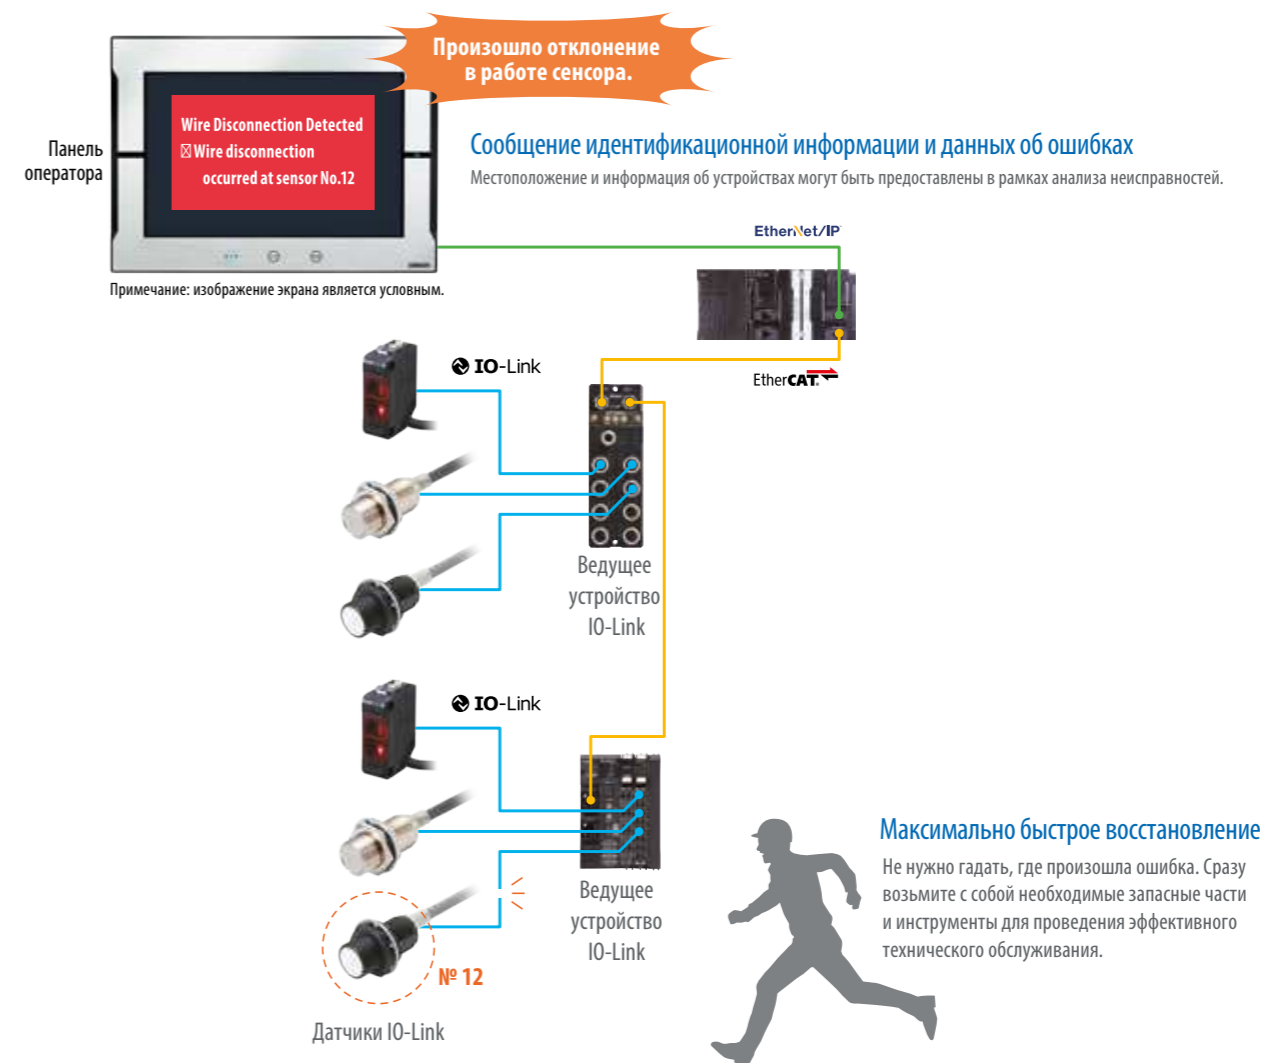 Произошло отклонение
в работе сенсора.
Wire Disconnection Detected
Wire disconnection
occurred at sensor No.12
Панель
оператора
Сообщение идентификационной информации и данных об ошибках
Местоположение и информация об устройствах могут быть предоставлены в рамках анализа неисправностей.
EtherNet/IP
Примечание: изображение экрана является условным.
IO-Link
EtherCAT.
Ведущее
устройство
IO-Link
IO-Link
Ведущее
устройство
IO-Link
№ 12
Датчики IO-Link
Максимально быстрое восстановление
Не нужно гадать, где произошла ошибка. Сразу
возьмите с собой необходимые запасные части
и инструменты для проведения эффективного
технического обслуживания.